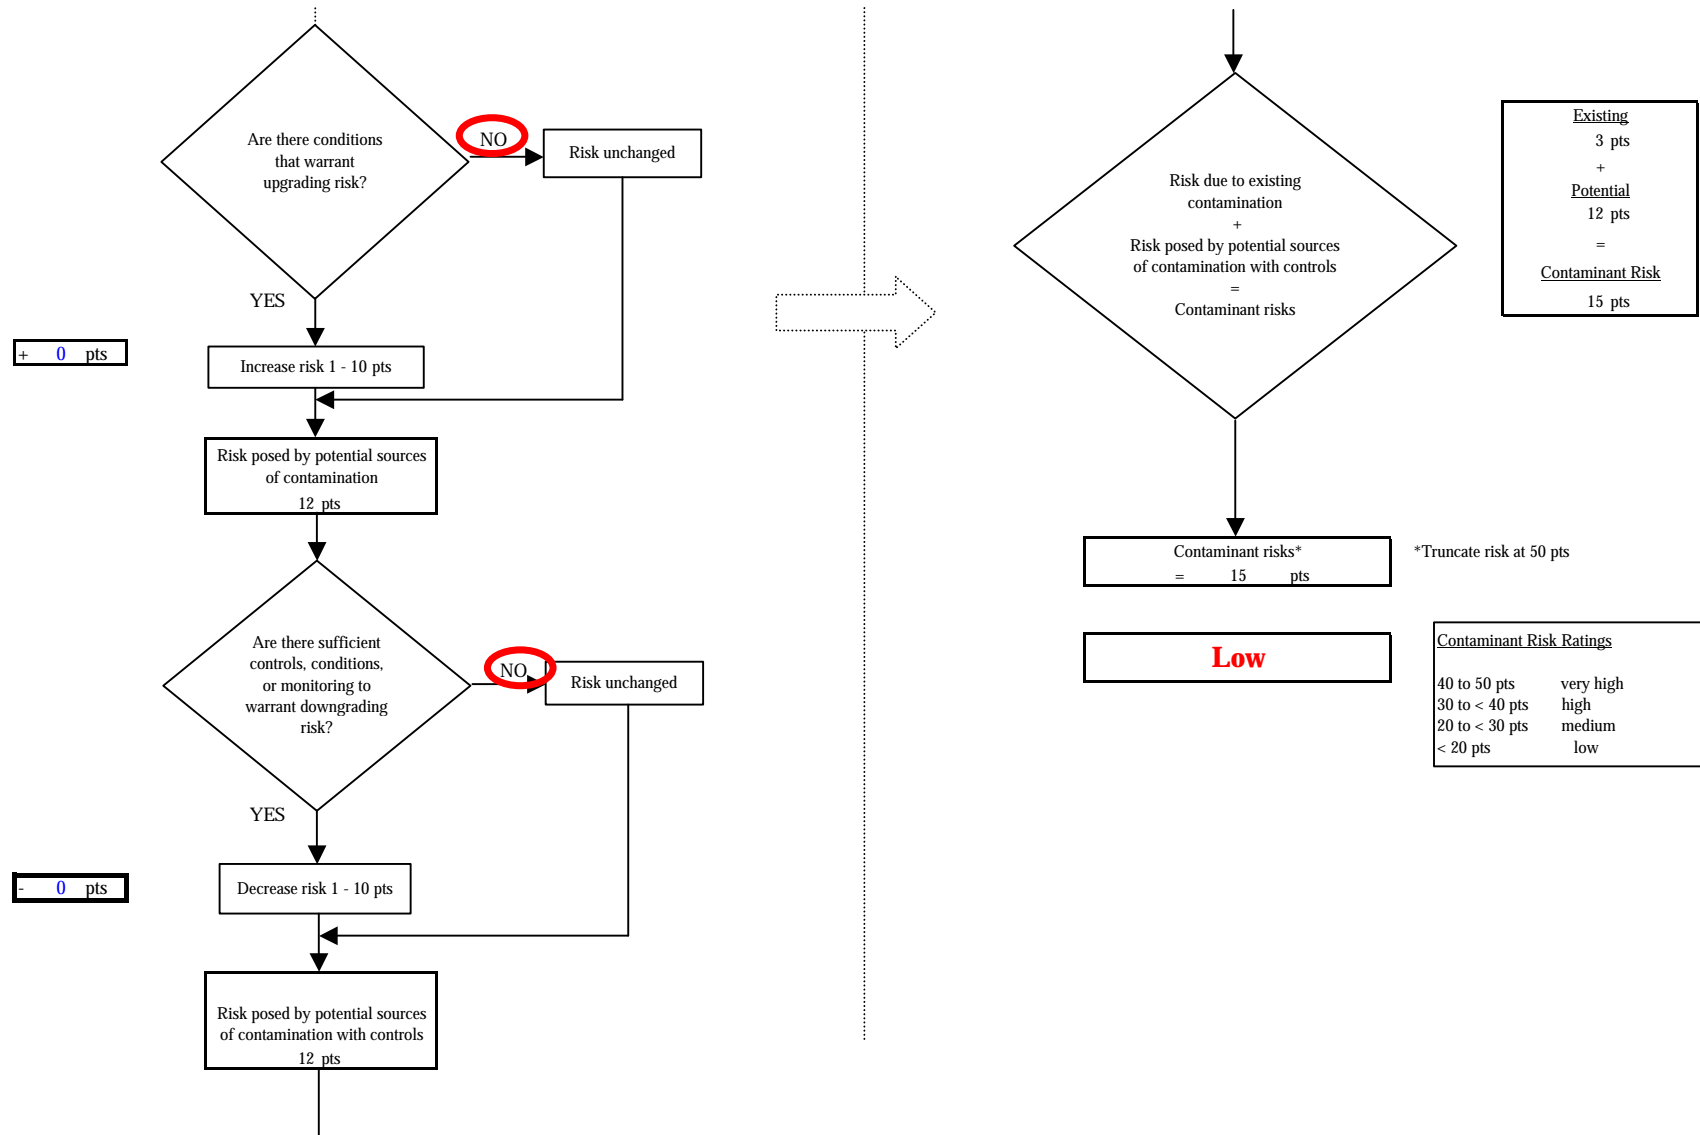 Are there conditions
that warrant
upgrading risk?
NO
Risk unchanged
YES
+ 0 pts
Increase risk 1 - 10 pts
Risk posed by potential sources
of contamination
12 pts
Are there sufficient
controls, conditions,
or monitoring to
warrant downgrading
risk?
NO
Risk unchanged
YES
- 0 pts
Decrease risk 1 - 10 pts
Risk posed by potential sources
of contamination with controls
12 pts
Risk due to existing
contamination
+
Risk posed by potential sources
of contamination with controls
=
Contaminant risks
Existing
3 pts
+
Potential
12 pts
=
Contaminant Risk
15 pts
Contaminant risks*
= 15 pts
*Truncate risk at 50 pts
Low
Contaminant Risk Ratings
40 to 50 pts very high
30 to < 40 pts high
20 to < 30 pts medium
< 20 pts low